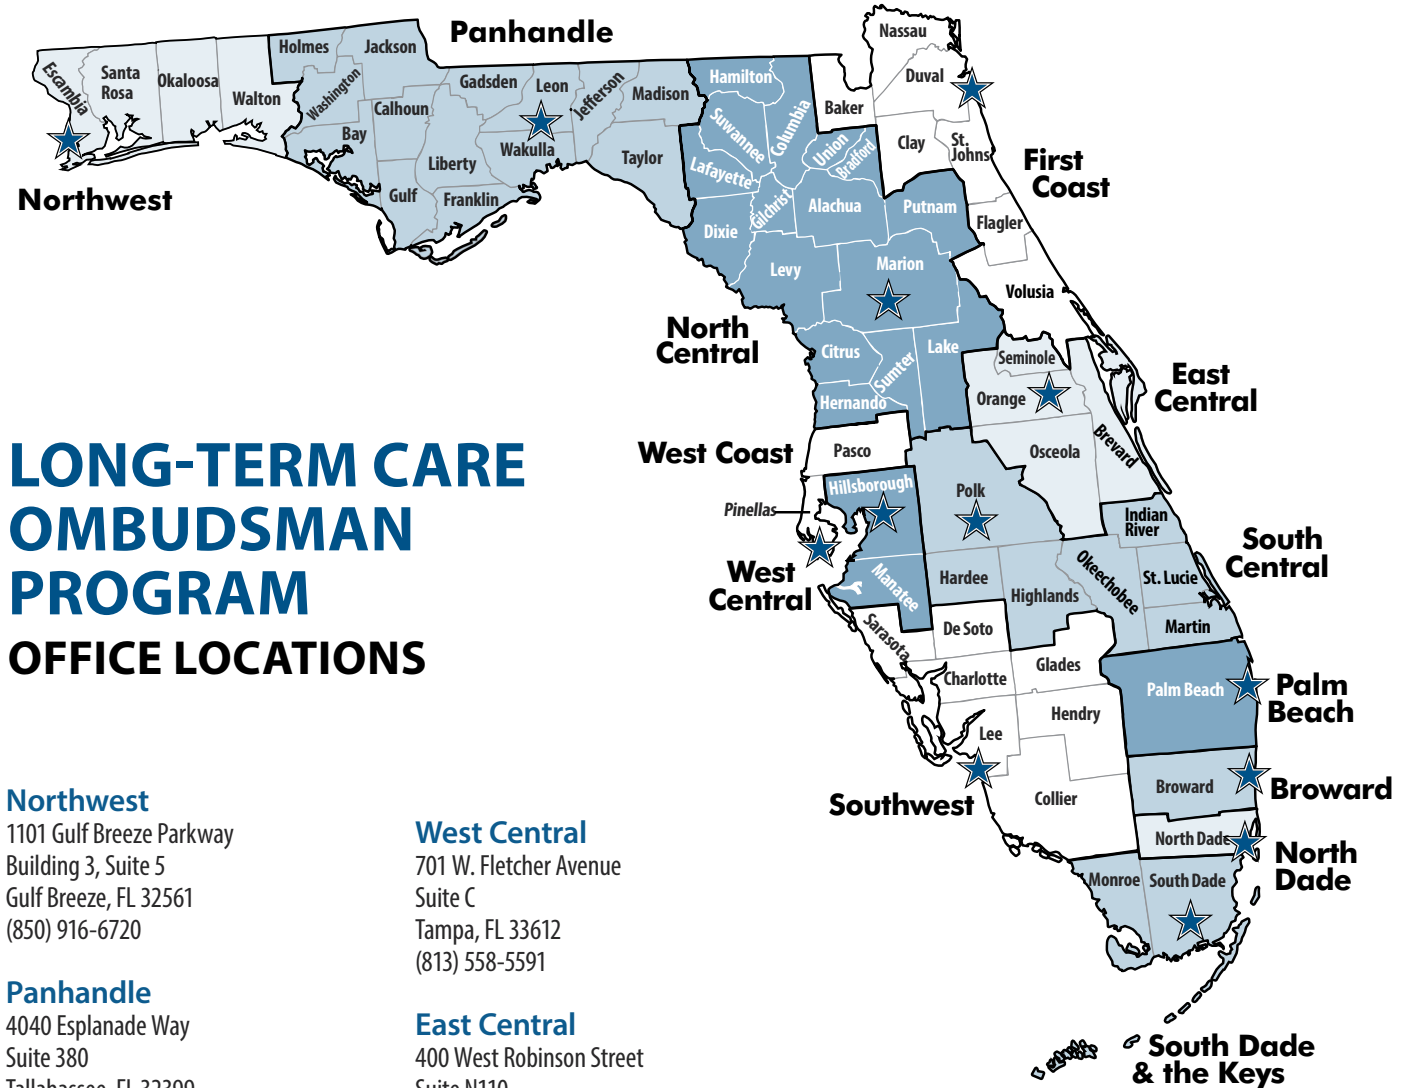 Panhandle
Nassau
Holmes
Jackson
Escambia
Santa
Rosa
Okaloosa
Walton
Washington
Gadsden
Leon
Jefferson
Madison
Hamilton
Duval
Calhoun
Bay
Liberty
Wakulla
Taylor
Suwannee
Columbia
Baker
Union
Bradford
Clay
St.
Johns
First
Coast
Northwest
Gulf
Franklin
Lafayette
Gilchrist
Alachua
Putnam
Dixie
Flagler
Levy
Marion
Volusia
North
Central
Citrus
Sumter
Lake
Seminole
East
Central
Hernando
Orange
West Coast
Pasco
Osceola
Brevard
Hillsborough
Pinellas
Polk
Indian
River
South
Central
West
Central
Manatee
Hardee
Highlands
Okeechobee
St. Lucie
Sarasota
De Soto
Martin
Charlotte
Glades
Palm Beach
Palm
Beach
Lee
Hendry
Southwest
Collier
Broward
Broward
North Dade
North
Dade
Monroe
South Dade
South Dade
& the Keys
LONG-TERM CARE
OMBUDSMAN
PROGRAM
OFFICE LOCATIONS
Northwest
1101 Gulf Breeze Parkway
Building 3, Suite 5
Gulf Breeze, FL 32561
(850) 916-6720
Panhandle
4040 Esplanade Way
Suite 380
Tallahassee, FL 32399
West Central
701 W. Fletcher Avenue
Suite C
Tampa, FL 33612
(813) 558-5591
East Central
400 West Robinson Street
Suite N110